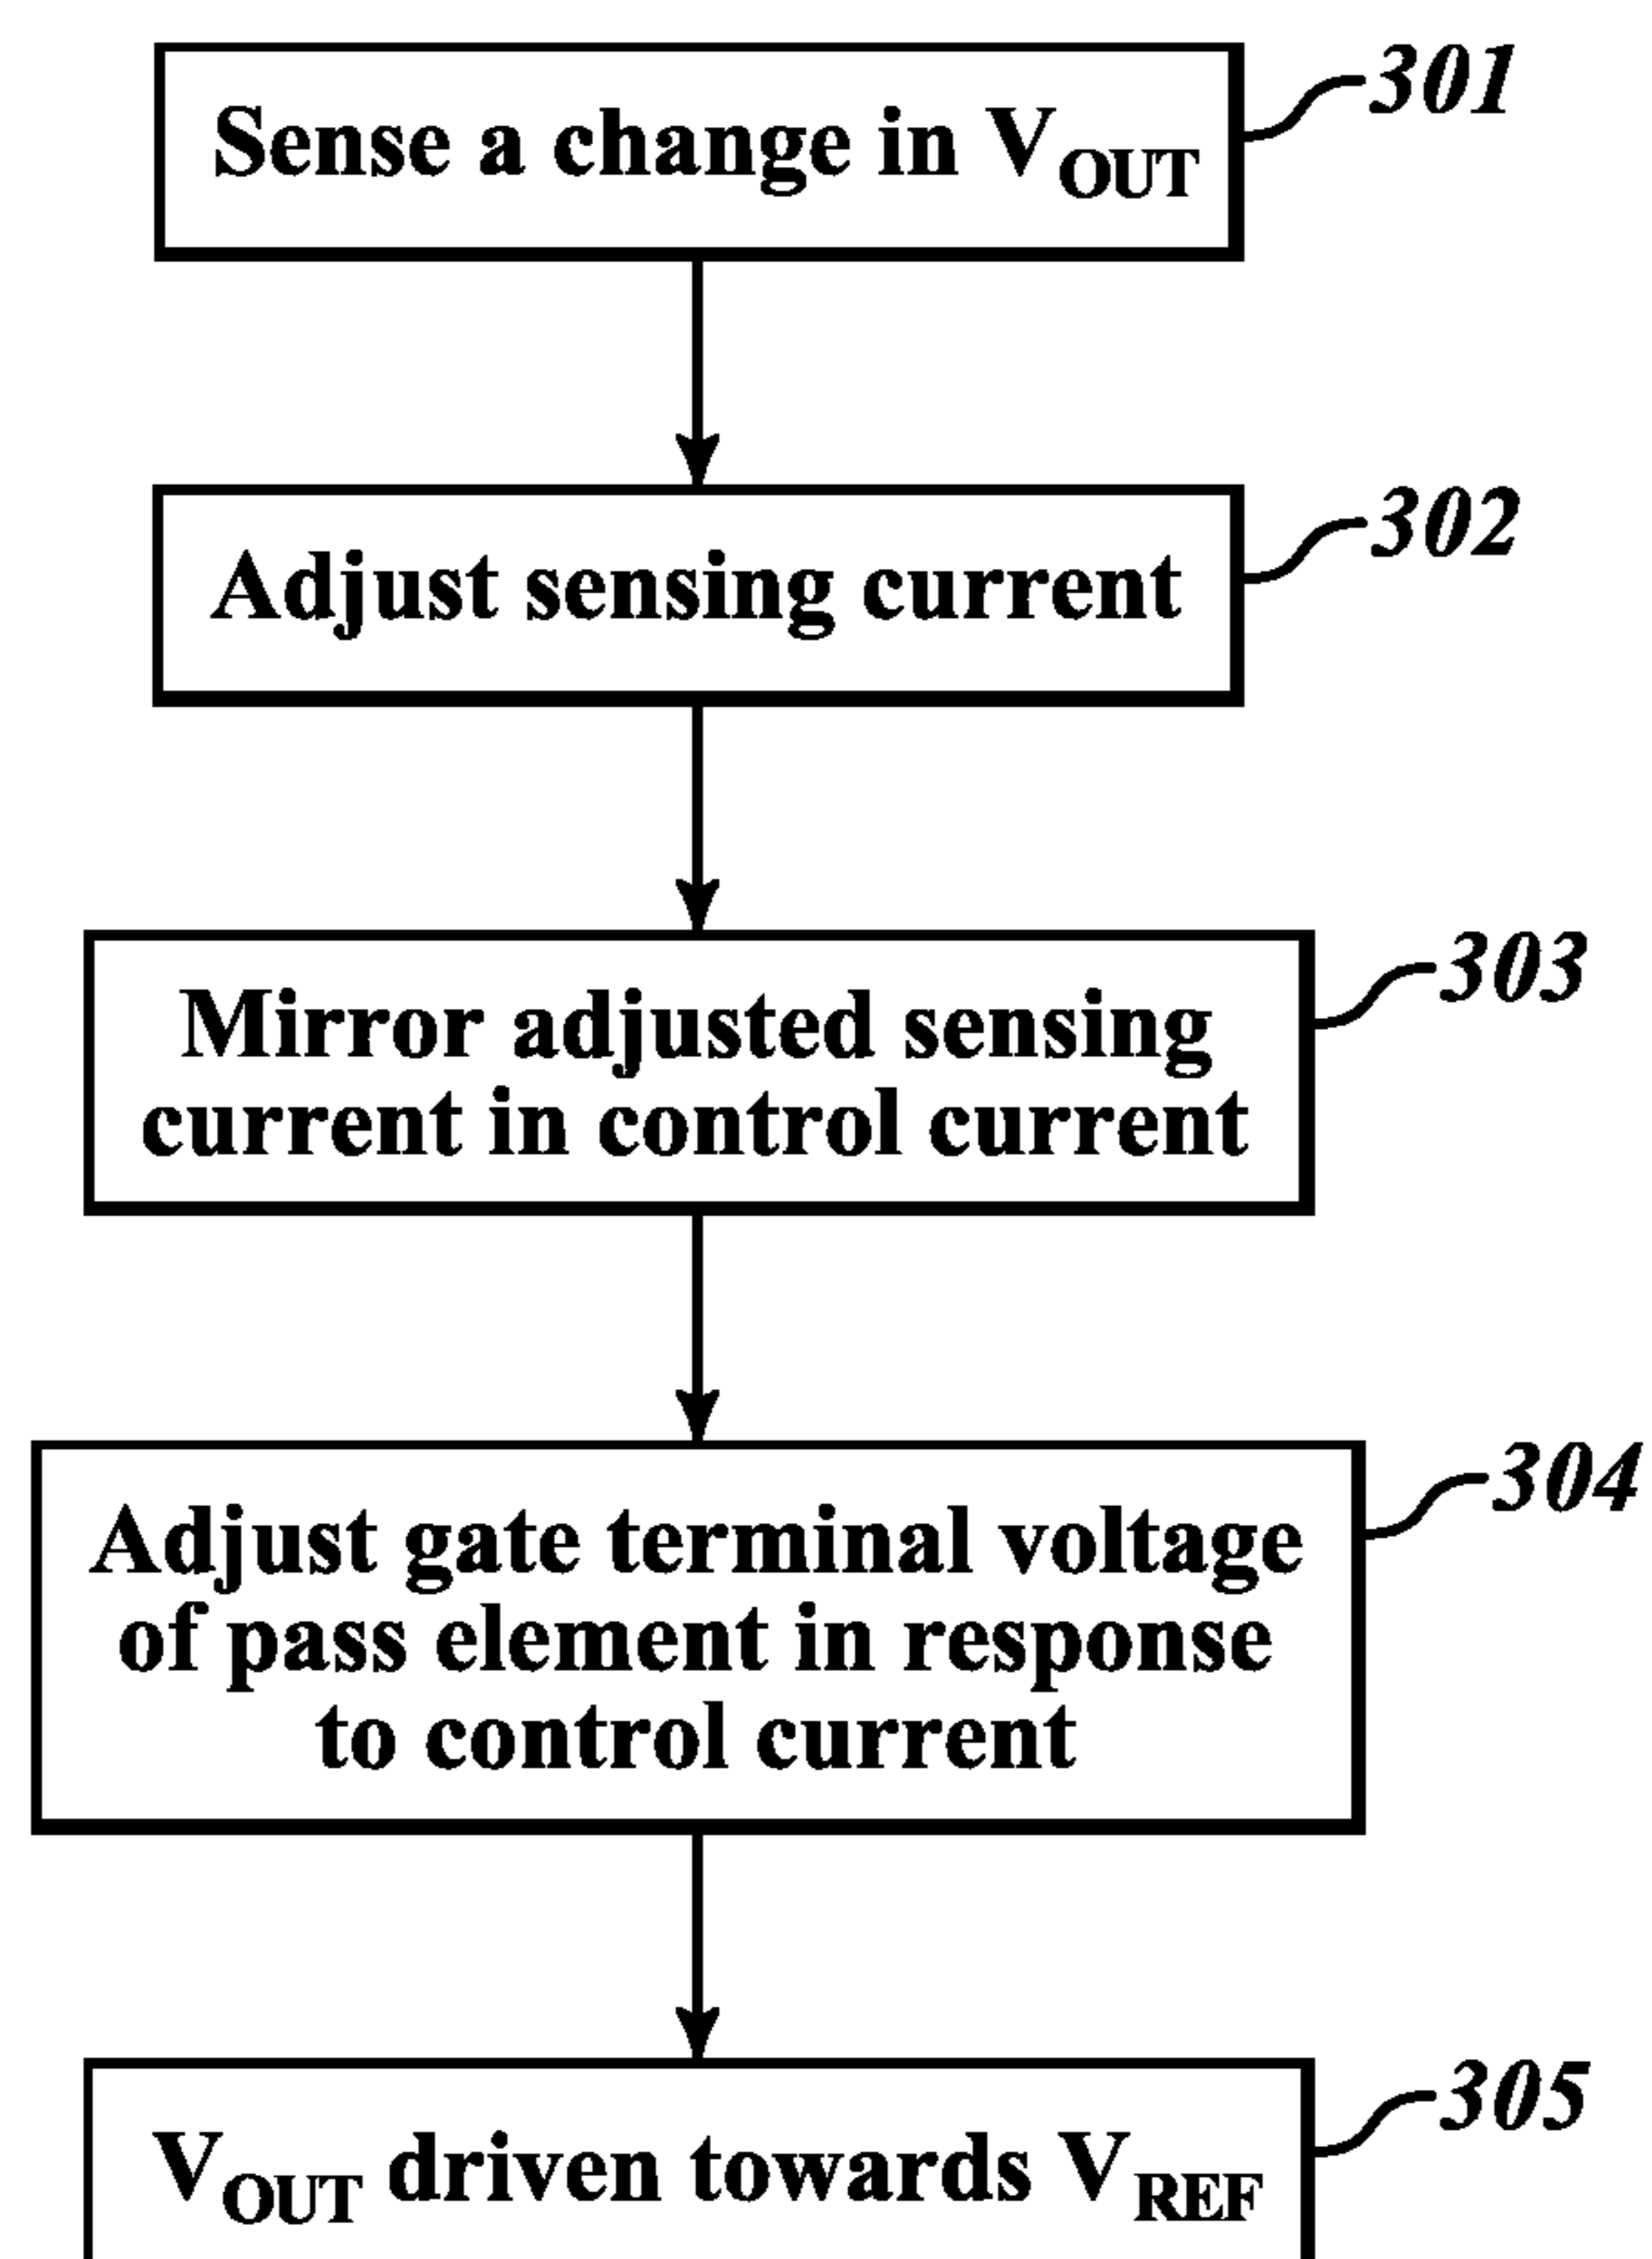 Sense a change in VOUT
301
Adjust sensing current
302
Mirror adjusted sensing
current in control current
303
Adjust gate terminal voltage
of pass element in response
to control current
304
VOUT driven towards VREF
305